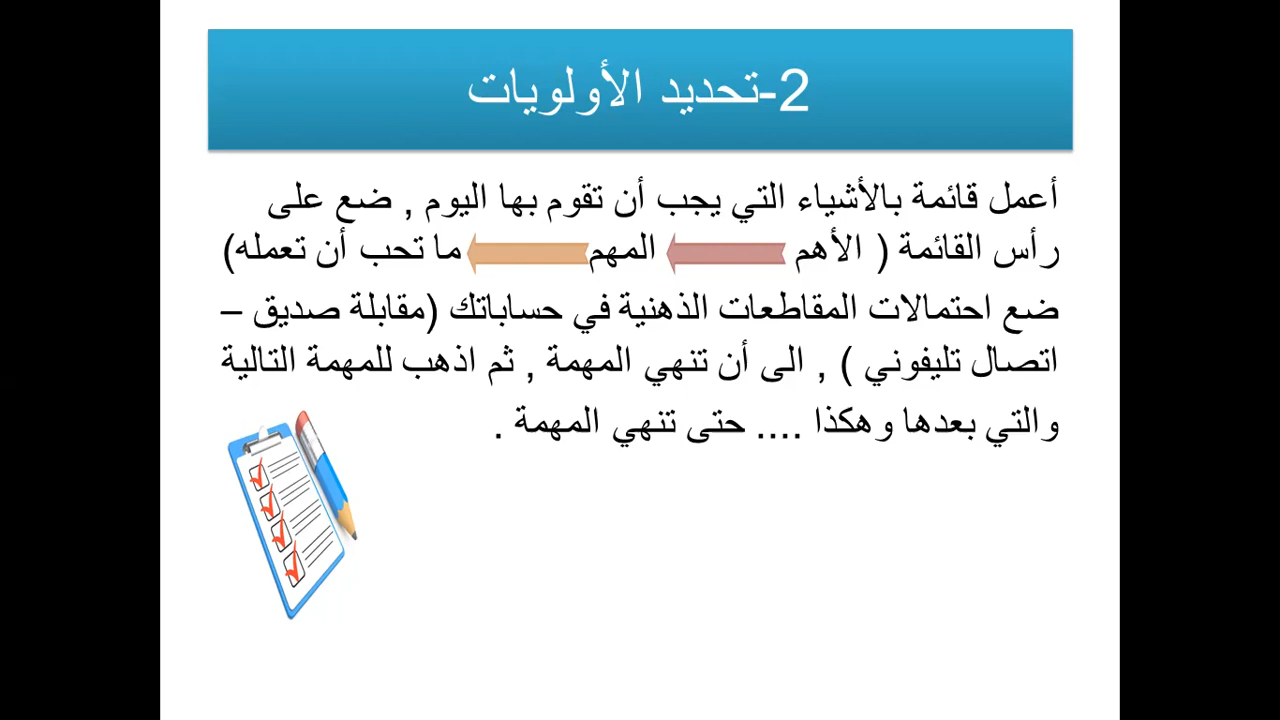 2-تحديد الأولويات
أعمل قائمة بالأشياء التي يجب أن تقوم بها اليوم , ضع على
رأس القائمة ( الأهم المهم ما تحب أن تعمله)
ضع احتمالات المقاطعات الذهنية في حساباتك (مقابلة صديق –
اتصال تليفوني ) , الى أن تنهي المهمة , ثم اذهب للمهمة التالية
والتي بعدها وهكذا .... حتى تنهي المهمة .